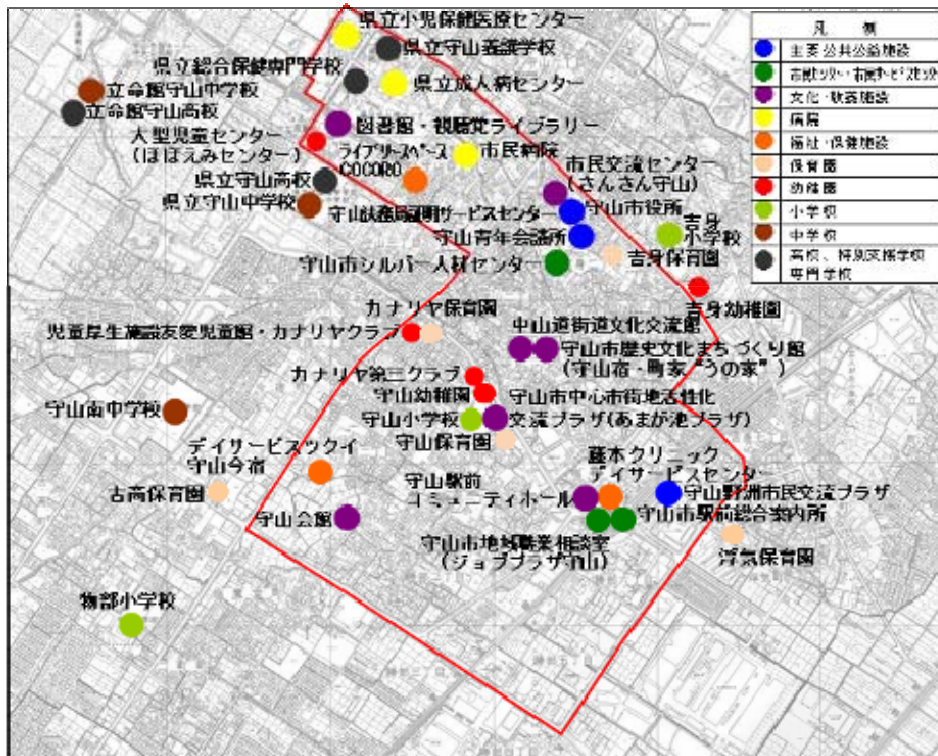 県立小児保健医療センター
県立守山養護学校
県立総合保健専門学校
県立成人病センター
立命館守山中学校
立命館守山高校
図書館・視聴覚ライブラリー
大型児童センター
(ほほえみセンター)
ライブリースペース
COCORO
市民病院
県立守山高校
県立守山中学校
市民交流センター
(さんさん守山)
サービスセンター
守山市役所
守山青年会議所
吉身
小学校
守山市シルバー人材センター
吉身保育園
吉身幼稚園
カナリヤ保育園
児童厚生施設友愛児童館・カナリヤクラブ
中山道街道文化交流館
守山市歴史文化まちづくり館
(守山宿・町家“うの家”)
カナリヤ第三クラブ
守山幼稚園
守山市中心市街地活性化
守山小学校
交流プラザ(あまが池プラザ)
守山保育園
守山南中学校
デイサービスツクイ
守山今宿
古高保育園
守山会館
藤本クリニック
デイサービスセンター
守山駅前
コミュニティホール
守山野洲市民交流プラザ
守山市駅前総合案内所
守山市地域職業相談室
(ジョブプラザ守山)
浮気保育園
物部小学校
凡 例
主要公共公益施設
文化・教養施設
病院
福祉・保健施設
保育園
幼稚園
小学校
中学校
高校、特別支援学校
専門学校